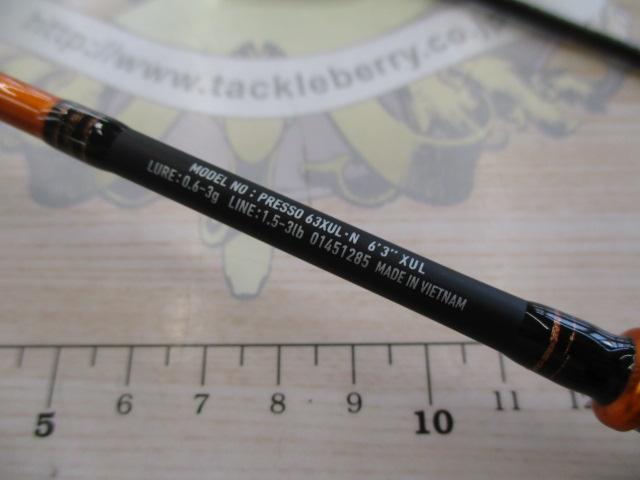 http://www.tackleberry.co.jp
MODEL NO : PRESSO 63XUL·N 6'3" XUL
LURE:0.6-3g LINE:1.5-3lb 01451285 MADE IN VIETNAM
5 6 7 8 9 10 11